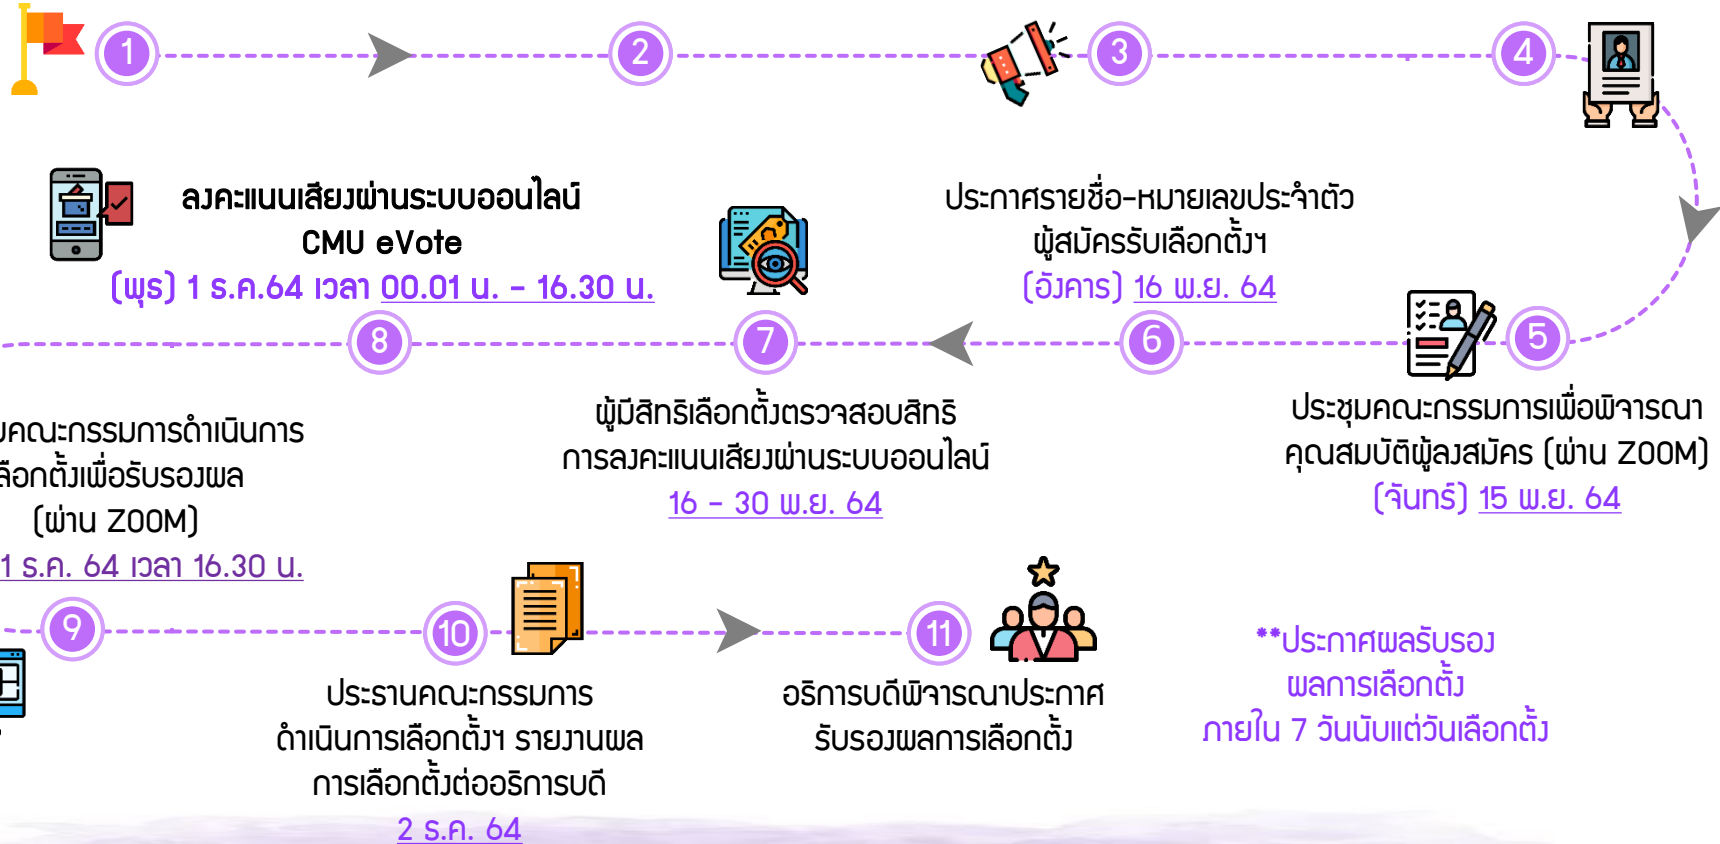 1
2
3
4
ลงคะแนนเสียงผ่านระบบออนไลน์
CMU eVote
(พุธ) 1 ธ.ค.64 เวลา 00.01 น. - 16.30 น.
ประกาศรายชื่อ-หมายเลขประจำตัว
ผู้สมัครรับเลือกตั้งฯ
(อังคาร) 16 พ.ย. 64
8
7
6
5
คณะกรรมการดำเนินการ
ลือกตั้งเพื่อรับรองผล
(ผ่าน ZOOM)
1 ธ.ค. 64 เวลา 16.30 น.
ผู้มีสิทธิเลือกตั้งตรวจสอบสิทธิ
การลงคะแนนเสียงผ่านระบบออนไลน์
16 - 30 พ.ย. 64
ประชุมคณะกรรมการเพื่อพิจารณา
คุณสมบัติผู้ลงสมัคร (ผ่าน ZOOM)
(จันทร์) 15 พ.ย. 64
9
10
11
ประธานคณะกรรมการ
ดำเนินการเลือกตั้งฯ รายงานผล
การเลือกตั้งต่ออธิการบดี
2 ธ.ค. 64
อธิการบดีพิจารณาประกาศ
รับรองผลการเลือกตั้ง
**ประกาศผลรับรอง
ผลการเลือกตั้ง
ภายใน 7 วันนับแต่วันเลือกตั้ง